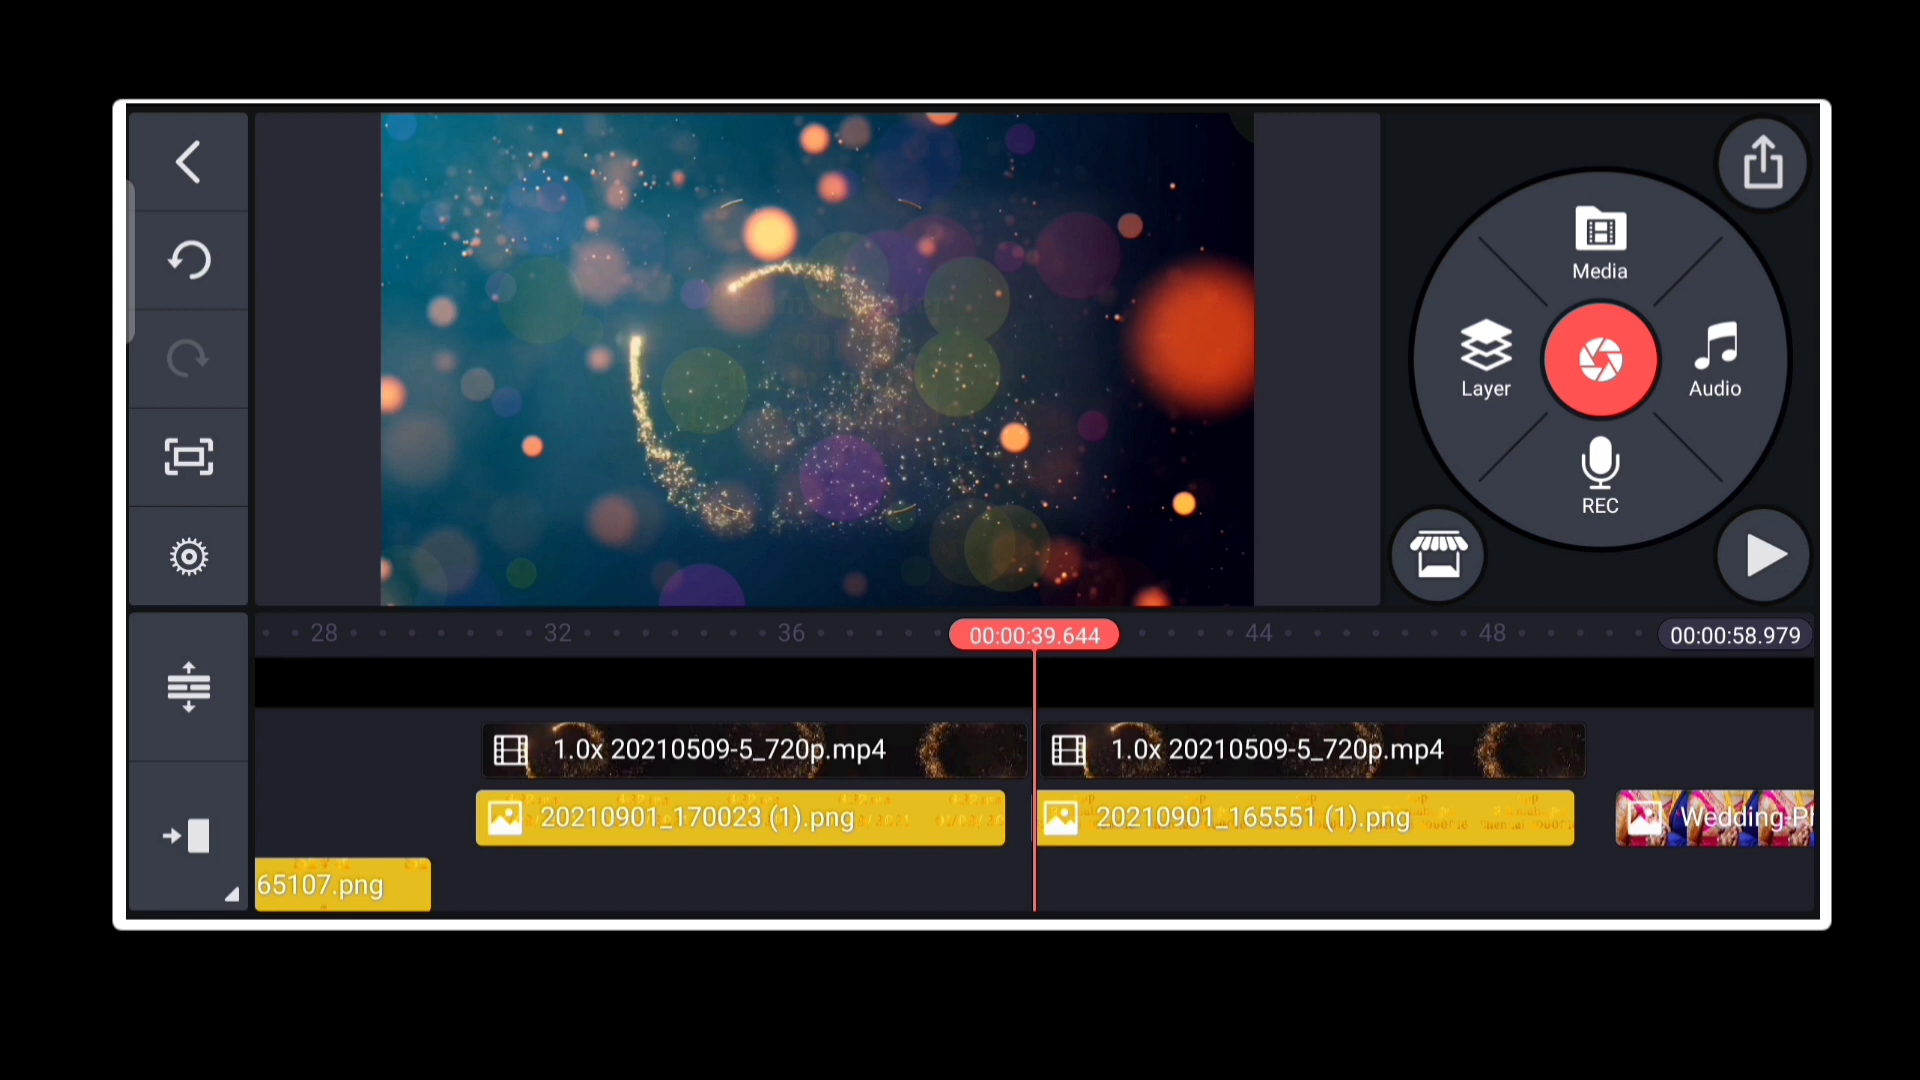 Media
Layer
Audio
REC
28
32
36
00:00:39.644
44
48
00:00:58.979
1.0x 20210509-5_720p.mp4
1.0x 20210509-5_720p.mp4
20210901_170023 (1).png
20210901_165551 (1).png
Wedding-P
65107.png